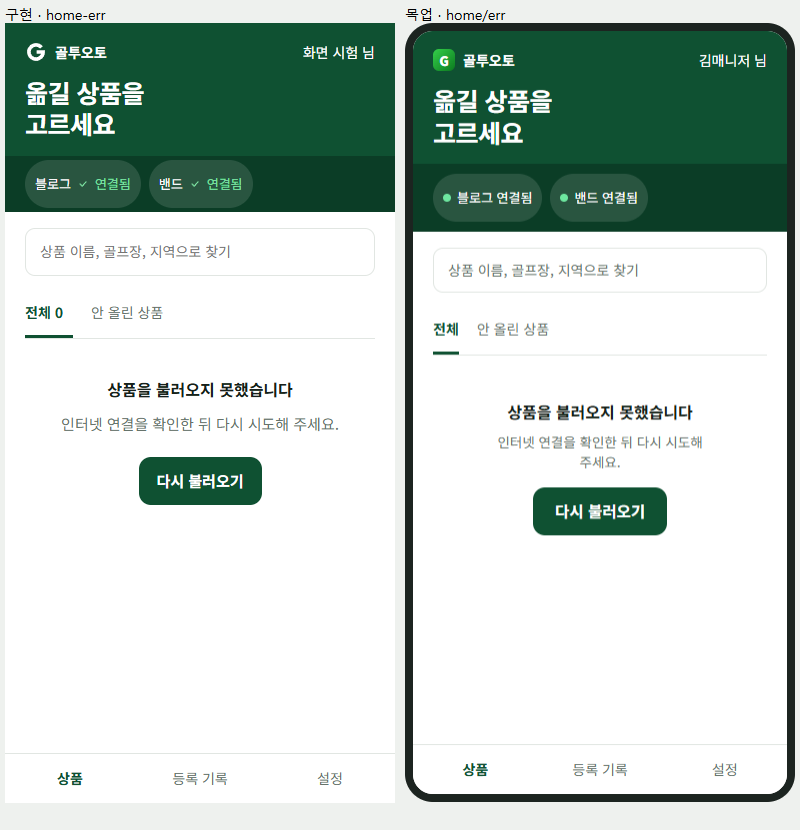 구현 · home-err
골투오토
화면 시험 님
옮길 상품을
고르세요
블로그 ✓ 연결됨
밴드 ✓ 연결됨
상품 이름, 골프장, 지역으로 찾기
전체 0
안 올린 상품
상품을 불러오지 못했습니다
인터넷 연결을 확인한 뒤 다시 시도해 주세요.
다시 불러오기
상품
등록 기록
설정
목업 · home/err
G
골투오토
김매니저 님
옮길 상품을
고르세요
블로그 연결됨
밴드 연결됨
상품 이름, 골프장, 지역으로 찾기
전체
안 올린 상품
상품을 불러오지 못했습니다
인터넷 연결을 확인한 뒤 다시 시도해
주세요.
다시 불러오기
상품
등록 기록
설정